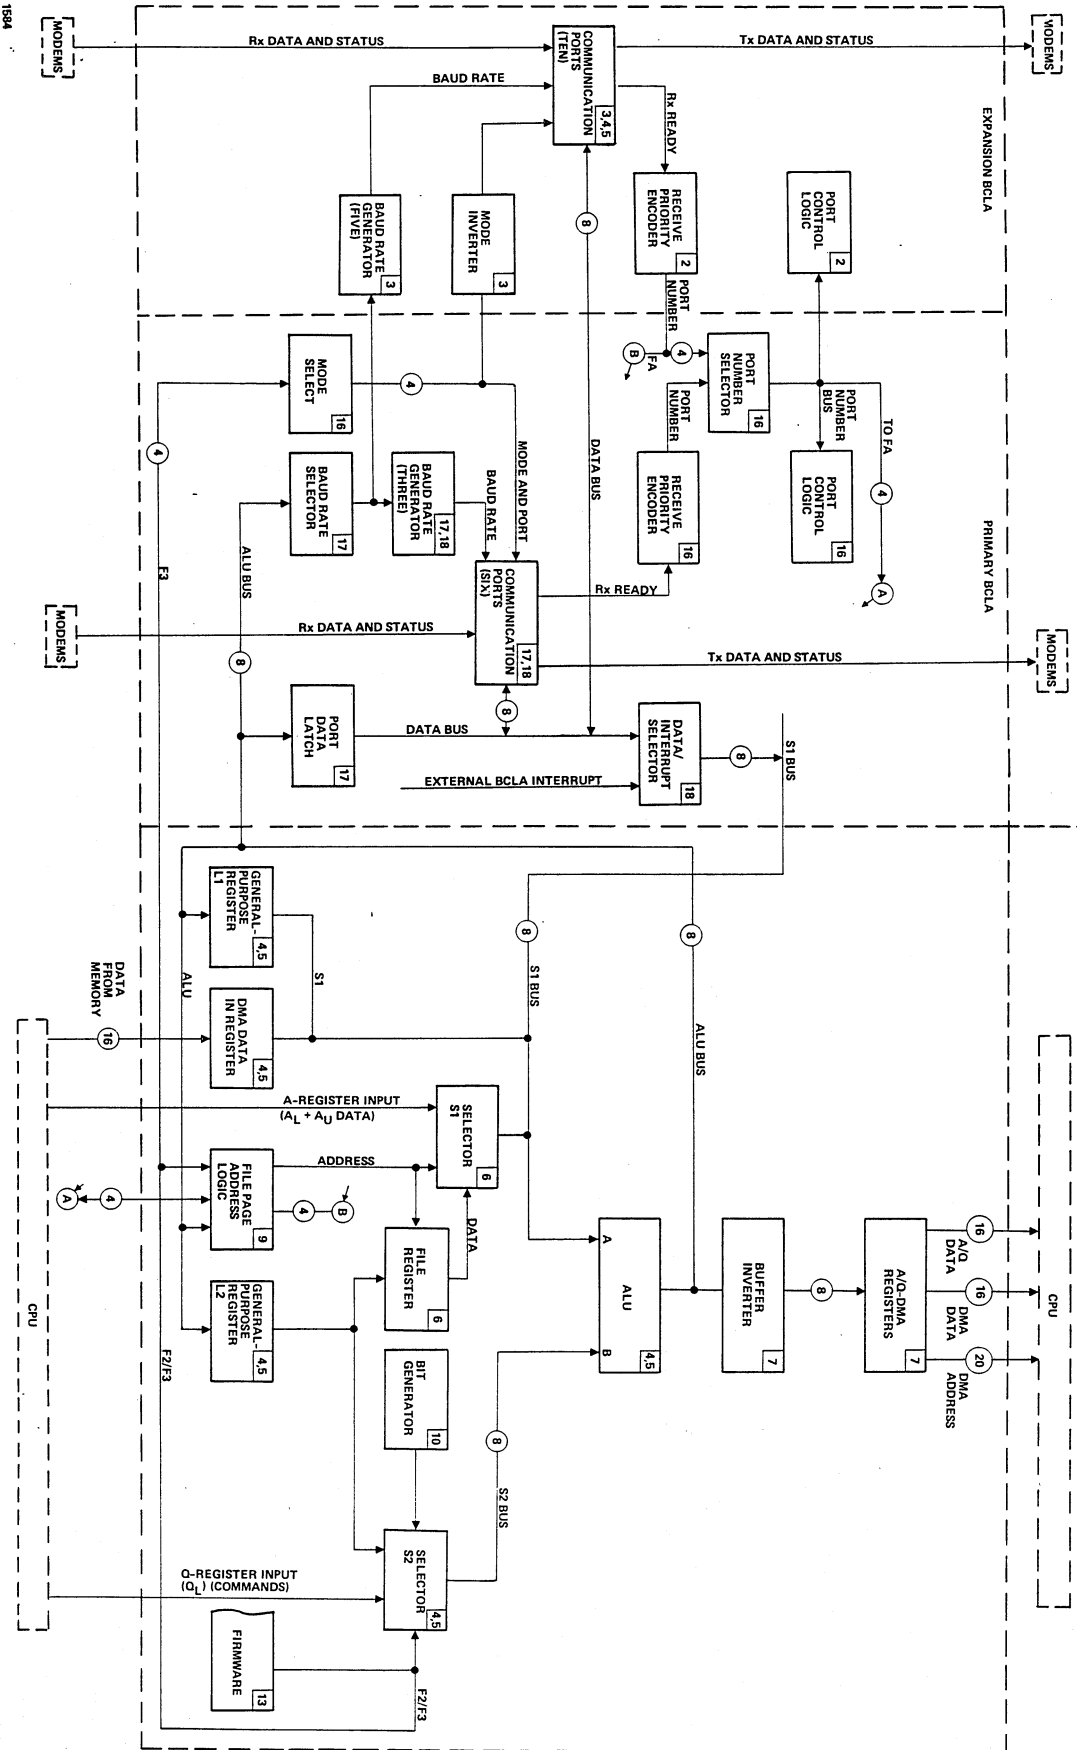 1584
MODEMS
Rx DATA AND STATUS
COMMUNICATION
PORTS
(TEN)
3,4,5
Tx DATA AND STATUS
MODEMS
BAUD RATE
Rx READY
EXPANSION BCLA
BAUD RATE
GENERATOR
(FIVE)
3
MODE
INVERTER
3
8
RECEIVE
PRIORITY
ENCODER
2
PORT
CONTROL
LOGIC
2
PORT
NUMBER
B
FA
4
PORT
NUMBER
SELECTOR
16
MODE
SELECT
16
4
PORT
NUMBER
PORT
NUMBER
BUS
TO FA
4
A
4
F3
BAUD RATE
SELECTOR
17
BAUD RATE
GENERATOR
(THREE)
17,18
BAUD RATE
MODE AND PORT
DATA BUS
RECEIVE
PRIORITY
ENCODER
16
PORT
CONTROL
LOGIC
16
PRIMARY BCLA
ALU BUS
8
COMMUNICATION
PORTS
(SIX)
17,18
Rx READY
MODEMS
Rx DATA AND STATUS
Tx DATA AND STATUS
MODEMS
PORT
DATA
LATCH
17
DATA BUS
8
DATA/
INTERRUPT
SELECTOR
18
8
S1 BUS
EXTERNAL BCLA INTERRUPT
GENERAL-
PURPOSE
REGISTER
L1
4,5
S1
8
S1 BUS
8
ALU BUS
ALU
DATA
FROM
MEMORY
16
DMA DATA
IN REGISTER
4,5
A-REGISTER INPUT
(AL + AU DATA)
SELECTOR
S1
6
ADDRESS
DATA
A
4
FILE PAGE
ADDRESS
LOGIC
9
4
B
FILE
REGISTER
6
A
ALU
B
4,5
BUFFER
INVERTER
7
8
A/Q-DMA
REGISTERS
7
16
A/Q
DATA
16
DMA
DATA
20
DMA
ADDRESS
CPU
CPU
GENERAL-
PURPOSE
REGISTER
L2
4,5
F2/F3
BIT
GENERATOR
10
8
S2 BUS
SELECTOR
S2
4,5
Q-REGISTER INPUT
(QL) (COMMANDS)
FIRMWARE
13
F2/F3